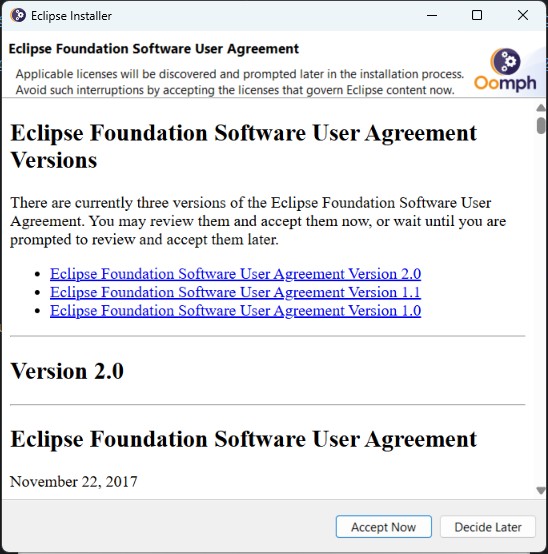 Eclipse Installer
Eclipse Foundation Software User Agreement
Applicable licenses will be discovered and prompted later in the installation process.
Avoid such interruptions by accepting the licenses that govern Eclipse content now.
Oomph
Eclipse Foundation Software User Agreement
Versions
There are currently three versions of the Eclipse Foundation Software User
Agreement. You may review them and accept them now, or wait until you are
prompted to review and accept them later.
• Eclipse Foundation Software User Agreement Version 2.0
• Eclipse Foundation Software User Agreement Version 1.1
• Eclipse Foundation Software User Agreement Version 1.0
Version 2.0
Eclipse Foundation Software User Agreement
November 22, 2017
Accept Now
Decide Later